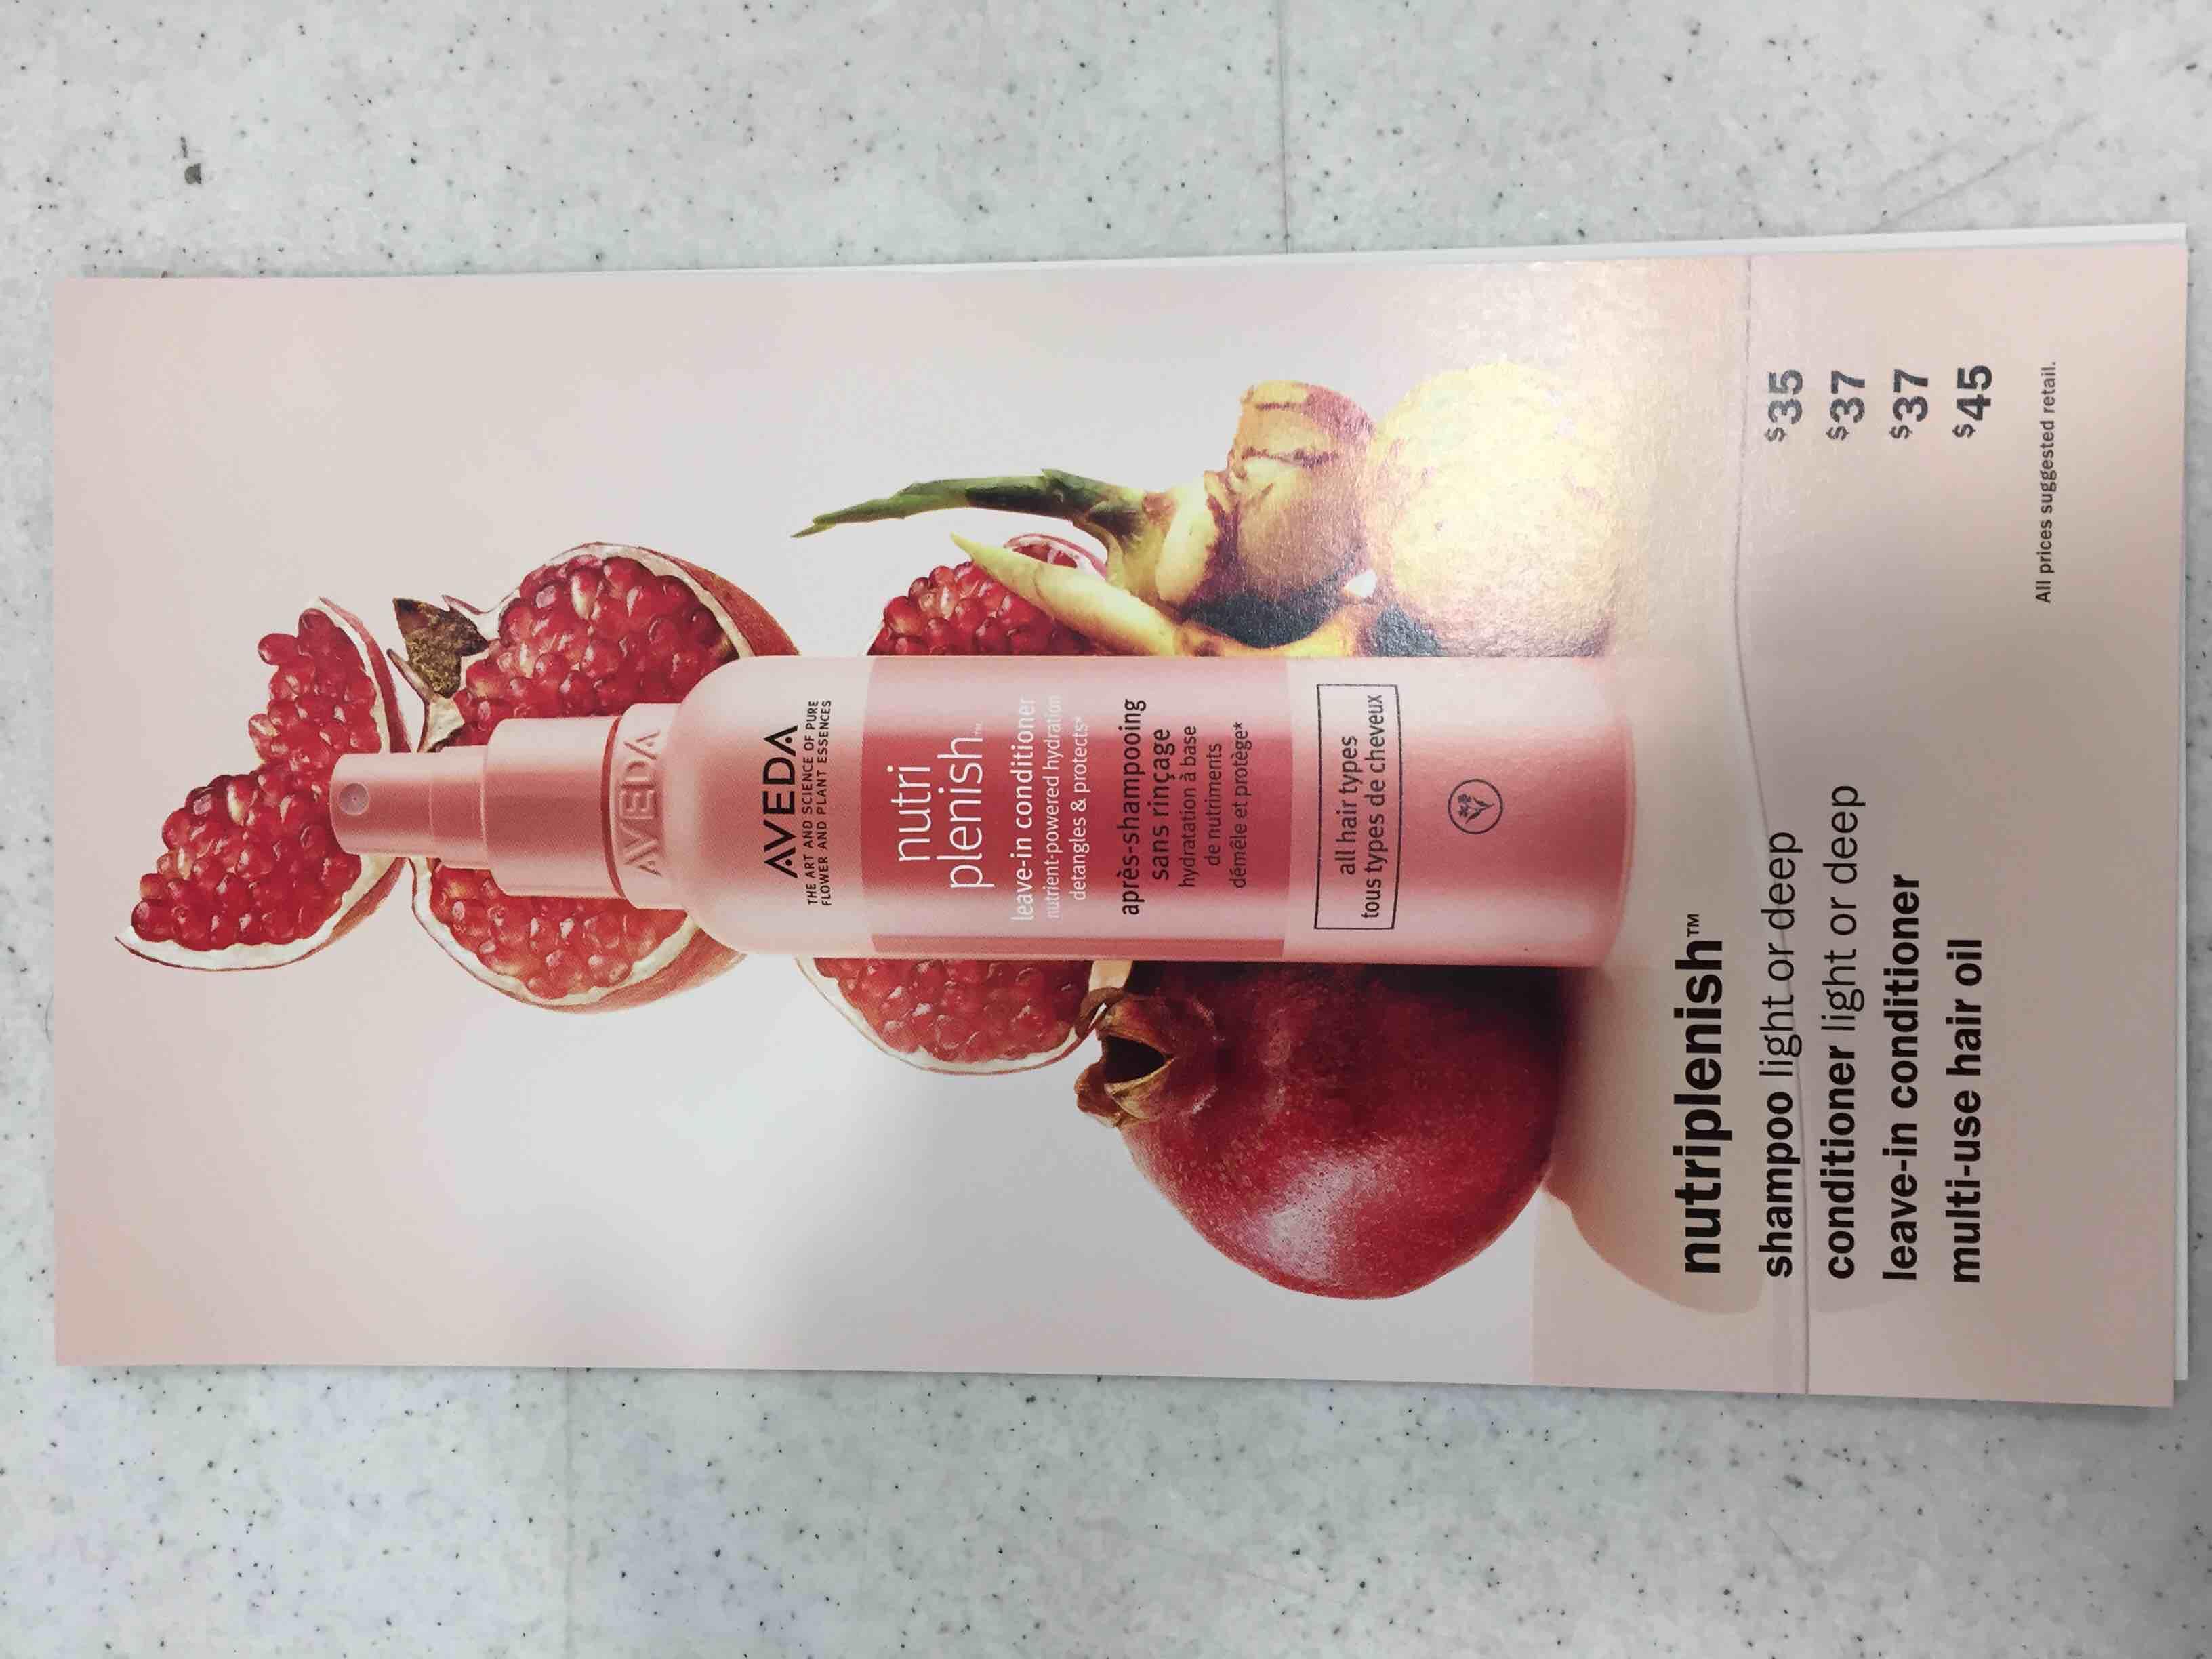 AVEDA
AVEDA
THE ART AND SCIENCE OF PURE
FLOWER AND PLANT ESSENCES
nutri
plenish™
leave-in conditioner
nutrient-powered hydration
detangles & protects*
après-shampooing
sans rinçage
hydratation à base
de nutriments
démêle et protège*
all hair types
tous types de cheveux
nutriplenish™
shampoo light or deep $35
conditioner light or deep $37
leave-in conditioner $37
multi-use hair oil $45
All prices suggested retail.